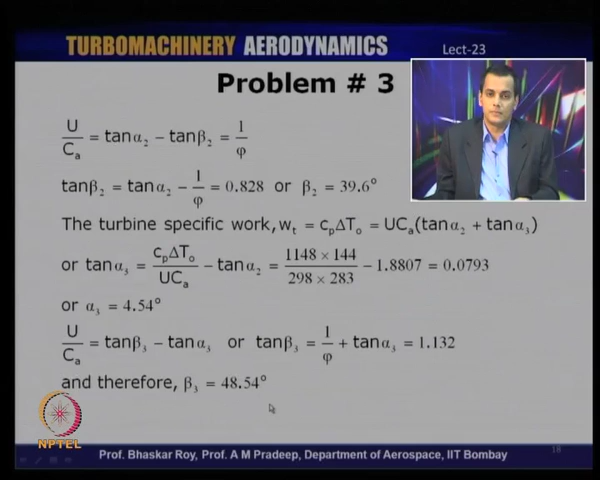 TURBOMACHINERY AERODYNAMICS
Lect-23
Problem # 3
U/Cₐ = tanα₂ − tanβ₂ = 1/φ
tanβ₂ = tanα₂ − 1/φ = 0.828 or β₂ = 39.6°
The turbine specific work, wₜ = cₚΔTₒ = UCₐ(tanα₂ + tanα₃)
or tanα₃ = cₚΔTₒ/UCₐ − tanα₂ = 1148 × 144/298 × 283 − 1.8807 = 0.0793
or α₃ = 4.54°
U/Cₐ = tanβ₃ − tanα₃ or tanβ₃ = 1/φ + tanα₃ = 1.132
and therefore, β₃ = 48.54°
NPTEL
Prof. Bhaskar Roy, Prof. A M Pradeep, Department of Aerospace, IIT Bombay
18